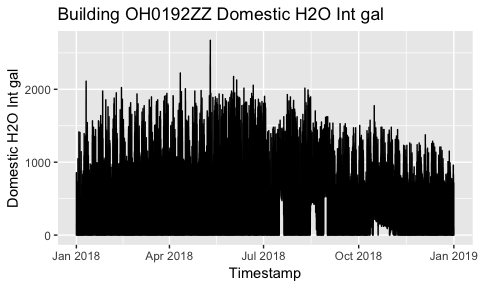 Building OH0192ZZ Domestic H2O Int gal
Domestic H2O Int gal
2000
1000
0
Jan 2018
Apr 2018
Jul 2018
Oct 2018
Jan 2019
Timestamp